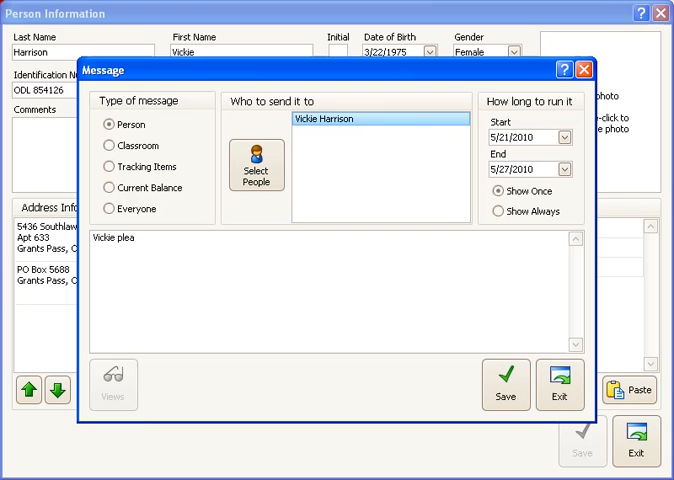 Person Information
Last Name
First Name
Initial
Date of Birth
Gender
Harrison
Vickie
3/22/1975
Female
Identification
ODL 854126
Comments
photo
-click to
photo
Address
5436
Apt 633
Grants Pass,
PO Box 5688
Grants Pass,
Paste
Save
Exit
Message
Type of message
Person
Classroom
Tracking Items
Current Balance
Everyone
Who to send it to
Select
People
Vickie Harrison
How long to run it
Start
5/21/2010
End
5/27/2010
Show Once
Show Always
Vickie plea
Views
Save
Exit